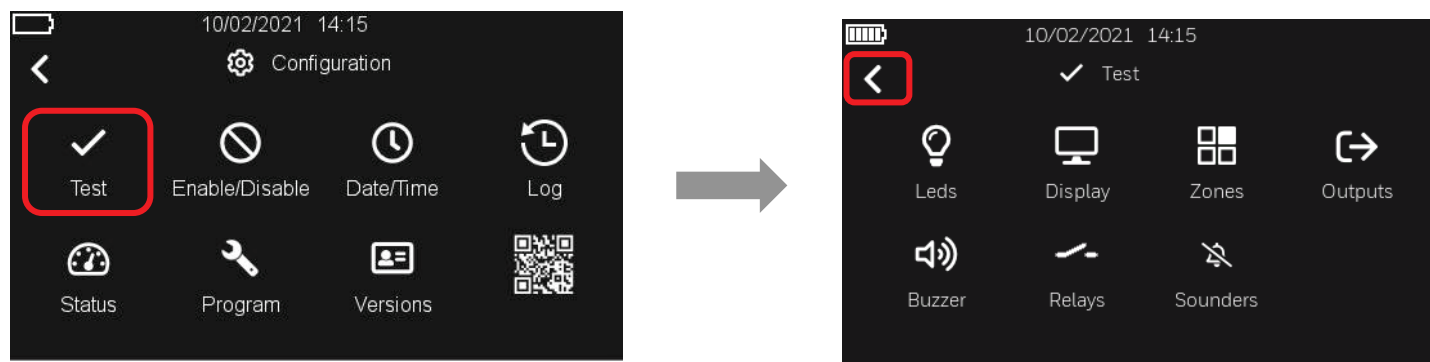 10/02/2021 14:15
Configuration
Test Enable/Disable Date/Time Log
Status Program Versions
10/02/2021 14:15
Test
Leds Display Zones Outputs
Buzzer Relays Sounders